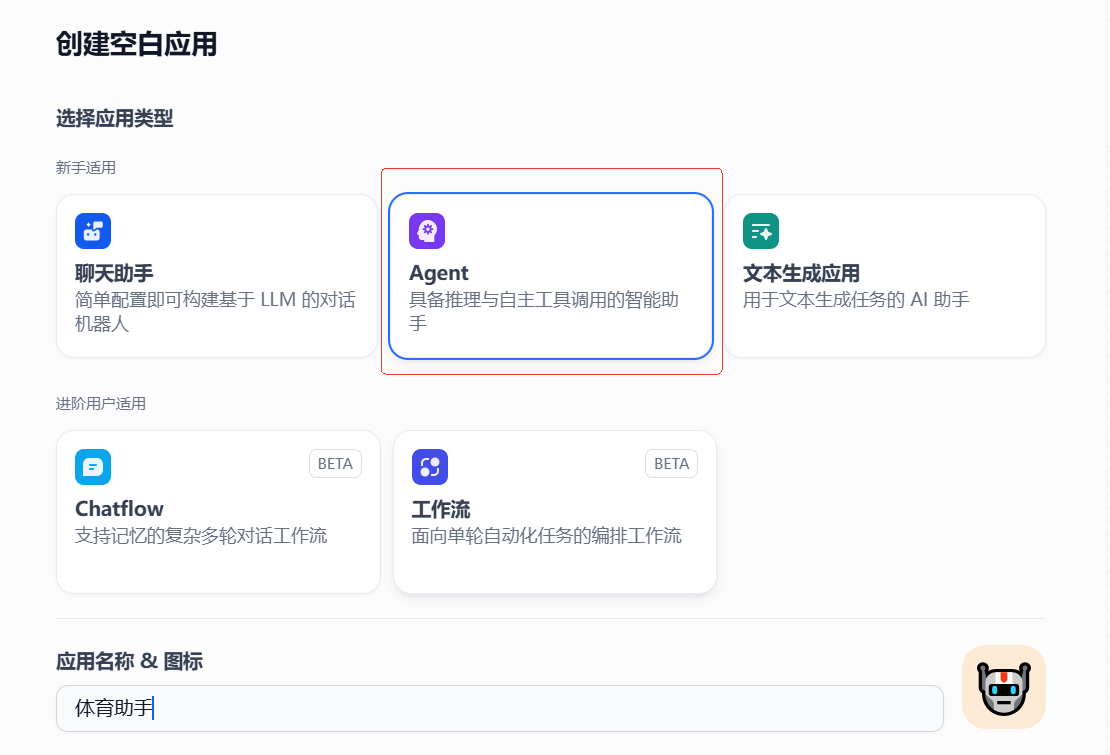 创建空白应用
选择应用类型
新手适用
聊天助手
简单配置即可构建基于 LLM 的对话
机器人
Agent
具备推理与自主工具调用的智能助
手
文本生成应用
用于文本生成任务的 AI 助手
进阶用户适用
BETA
Chatflow
支持记忆的复杂多轮对话工作流
BETA
工作流
面向单轮自动化任务的编排工作流
应用名称 & 图标
体育助手